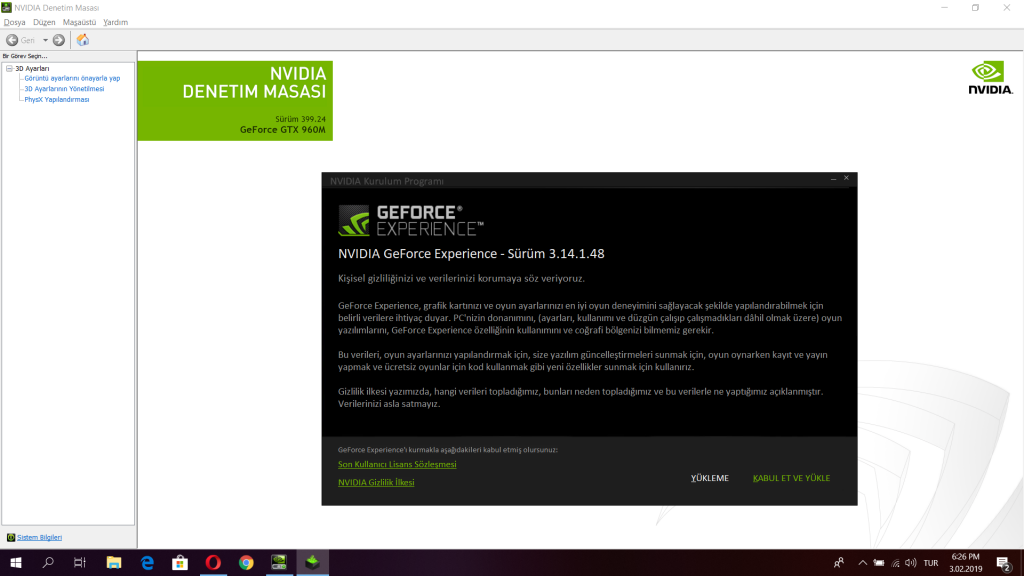 NVIDIA Denetim Masası
Dosya Düzen Masaüstü Yardım
Geri
Bir Görev Seçin...
3D Ayarları
Görüntü ayarlarını önayarla yap
3D Ayarlarının Yönetilmesi
PhysX Yapılandırması
NVIDIA
DENETIM MASASI
Sürüm 399.24
GeForce GTX 960M
NVIDIA.
NVIDIA Kurulum Programı
GEFORCE®
EXPERIENCE™
NVIDIA GeForce Experience - Sürüm 3.14.1.48
Kişisel gizliliğinizi ve verilerinizi korumaya söz veriyoruz.
GeForce Experience, grafik kartınızı ve oyun ayarlarınızı en iyi oyun deneyimini sağlayacak şekilde yapılandırabilmek için
belirli verilere ihtiyaç duyar. PC'nizin donanımını, (ayarları, kullanımı ve düzgün çalışıp çalışmadıkları dâhil olmak üzere) oyun
yazılımlarını, GeForce Experience özelliğinin kullanımını ve coğrafi bölgenizi bilmemiz gerekir.
Bu verileri, oyun ayarlarınızı yapılandırmak için, size yazılım güncelleştirmeleri sunmak için, oyun oynarken kayıt ve yayın
yapmak ve ücretsiz oyunlar için kod kullanmak gibi yeni özellikler sunmak için kullanırız.
Gizlilik ilkesi yazımızda, hangi verileri topladığımız, bunları neden topladığımız ve bu verilerle ne yaptığımız açıklanmıştır.
Verilerinizi asla satmayız.
GeForce Experience'ı kurmakla aşağıdakileri kabul etmiş olursunuz:
Son Kullanıcı Lisans Sözleşmesi
NVIDIA Gizlilik İlkesi
YÜKLEME
KABUL ET VE YÜKLE
Sistem Bilgileri
TUR
6:26 PM
3.02.2019
2